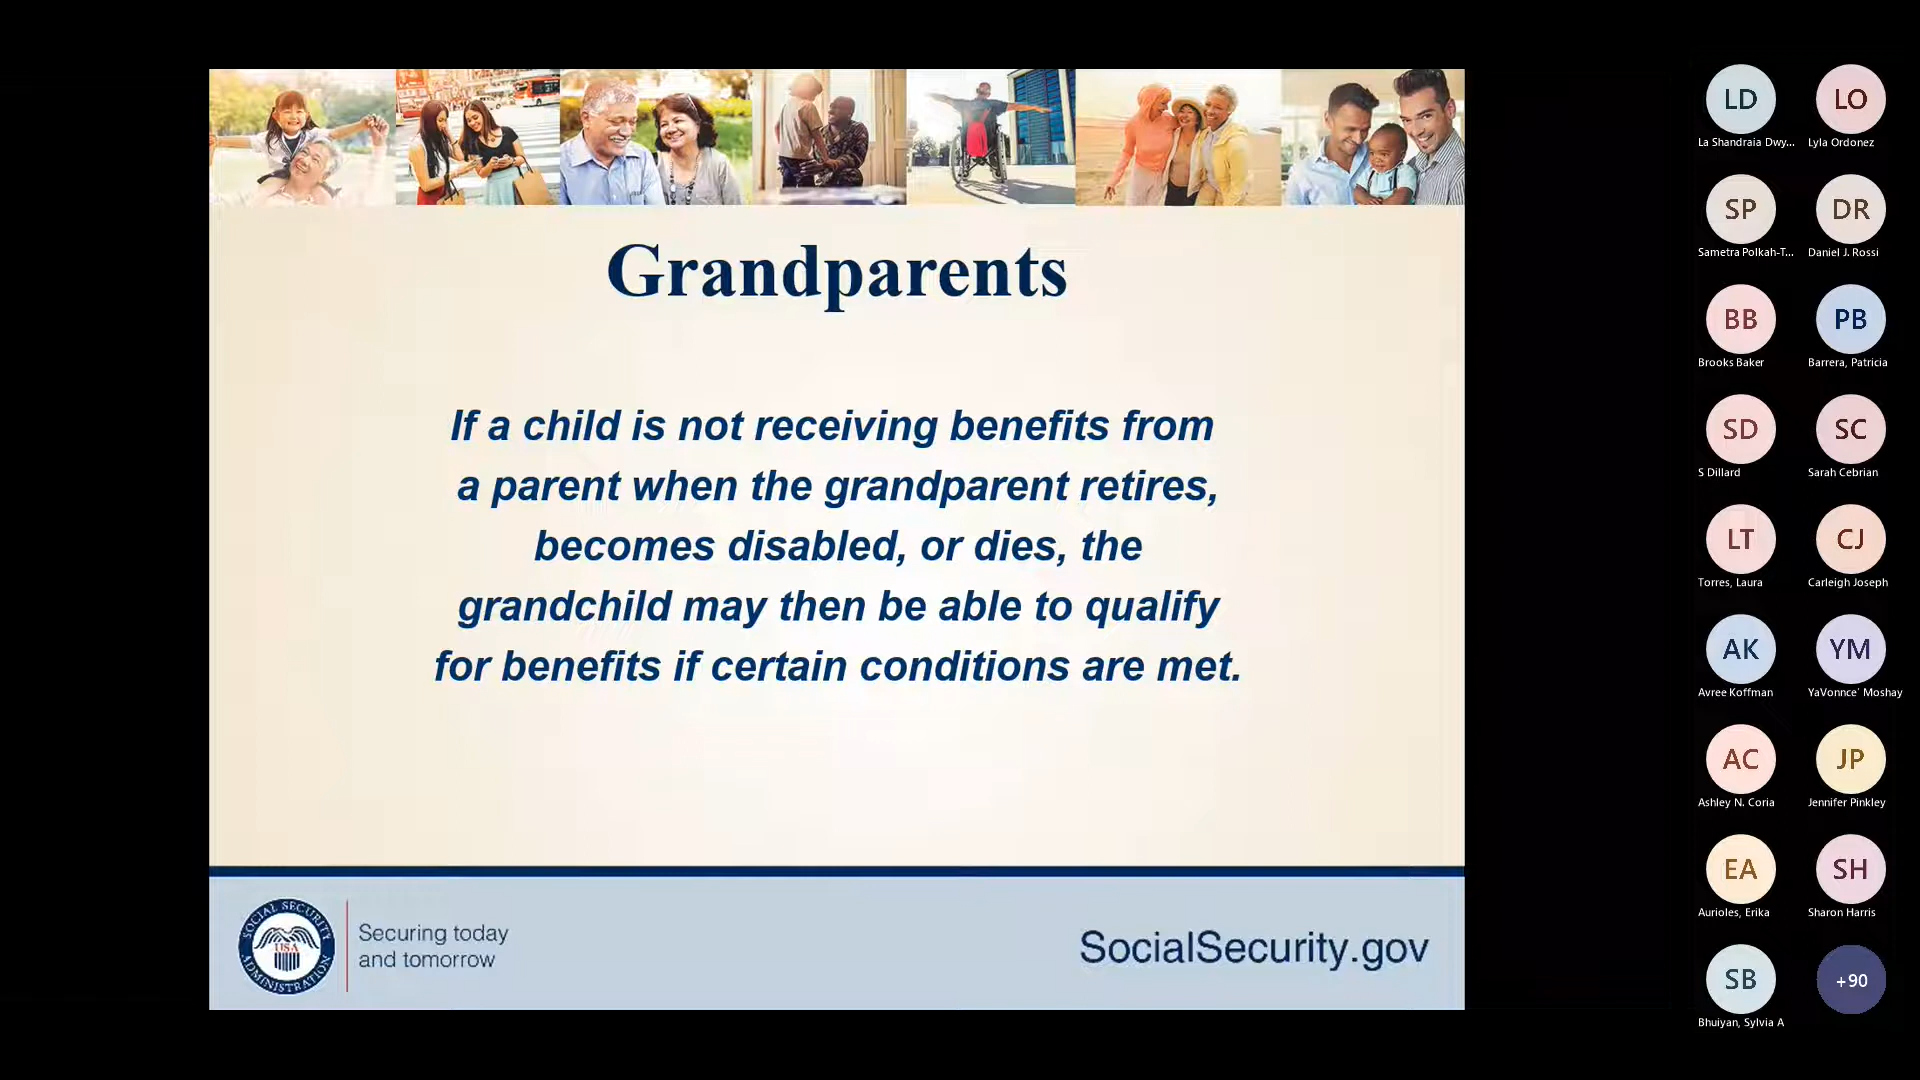 Grandparents
If a child is not receiving benefits from
a parent when the grandparent retires,
becomes disabled, or dies, the
grandchild may then be able to qualify
for benefits if certain conditions are met.
SOCIAL SECURITY ADMINISTRATION
USA
Securing today
and tomorrow
SocialSecurity.gov
LD
La Shandraia Dwy...
LO
Lyla Ordonez
SP
Sametra Polkah-T...
DR
Daniel J. Rossi
BB
Brooks Baker
PB
Barrera, Patricia
SD
S Dillard
SC
Sarah Cebrian
LT
Torres, Laura
CJ
Carleigh Joseph
AK
Avree Koffman
YM
YaVonnce' Moshay
AC
Ashley N. Coria
JP
Jennifer Pinkley
EA
Aurioles, Erika
SH
Sharon Harris
SB
Bhuiyan, Sylvia A
+90